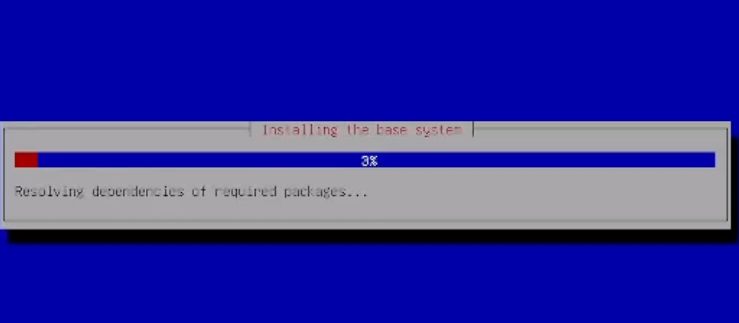 Installing the base system
3%
Resolving dependencies of required packages...